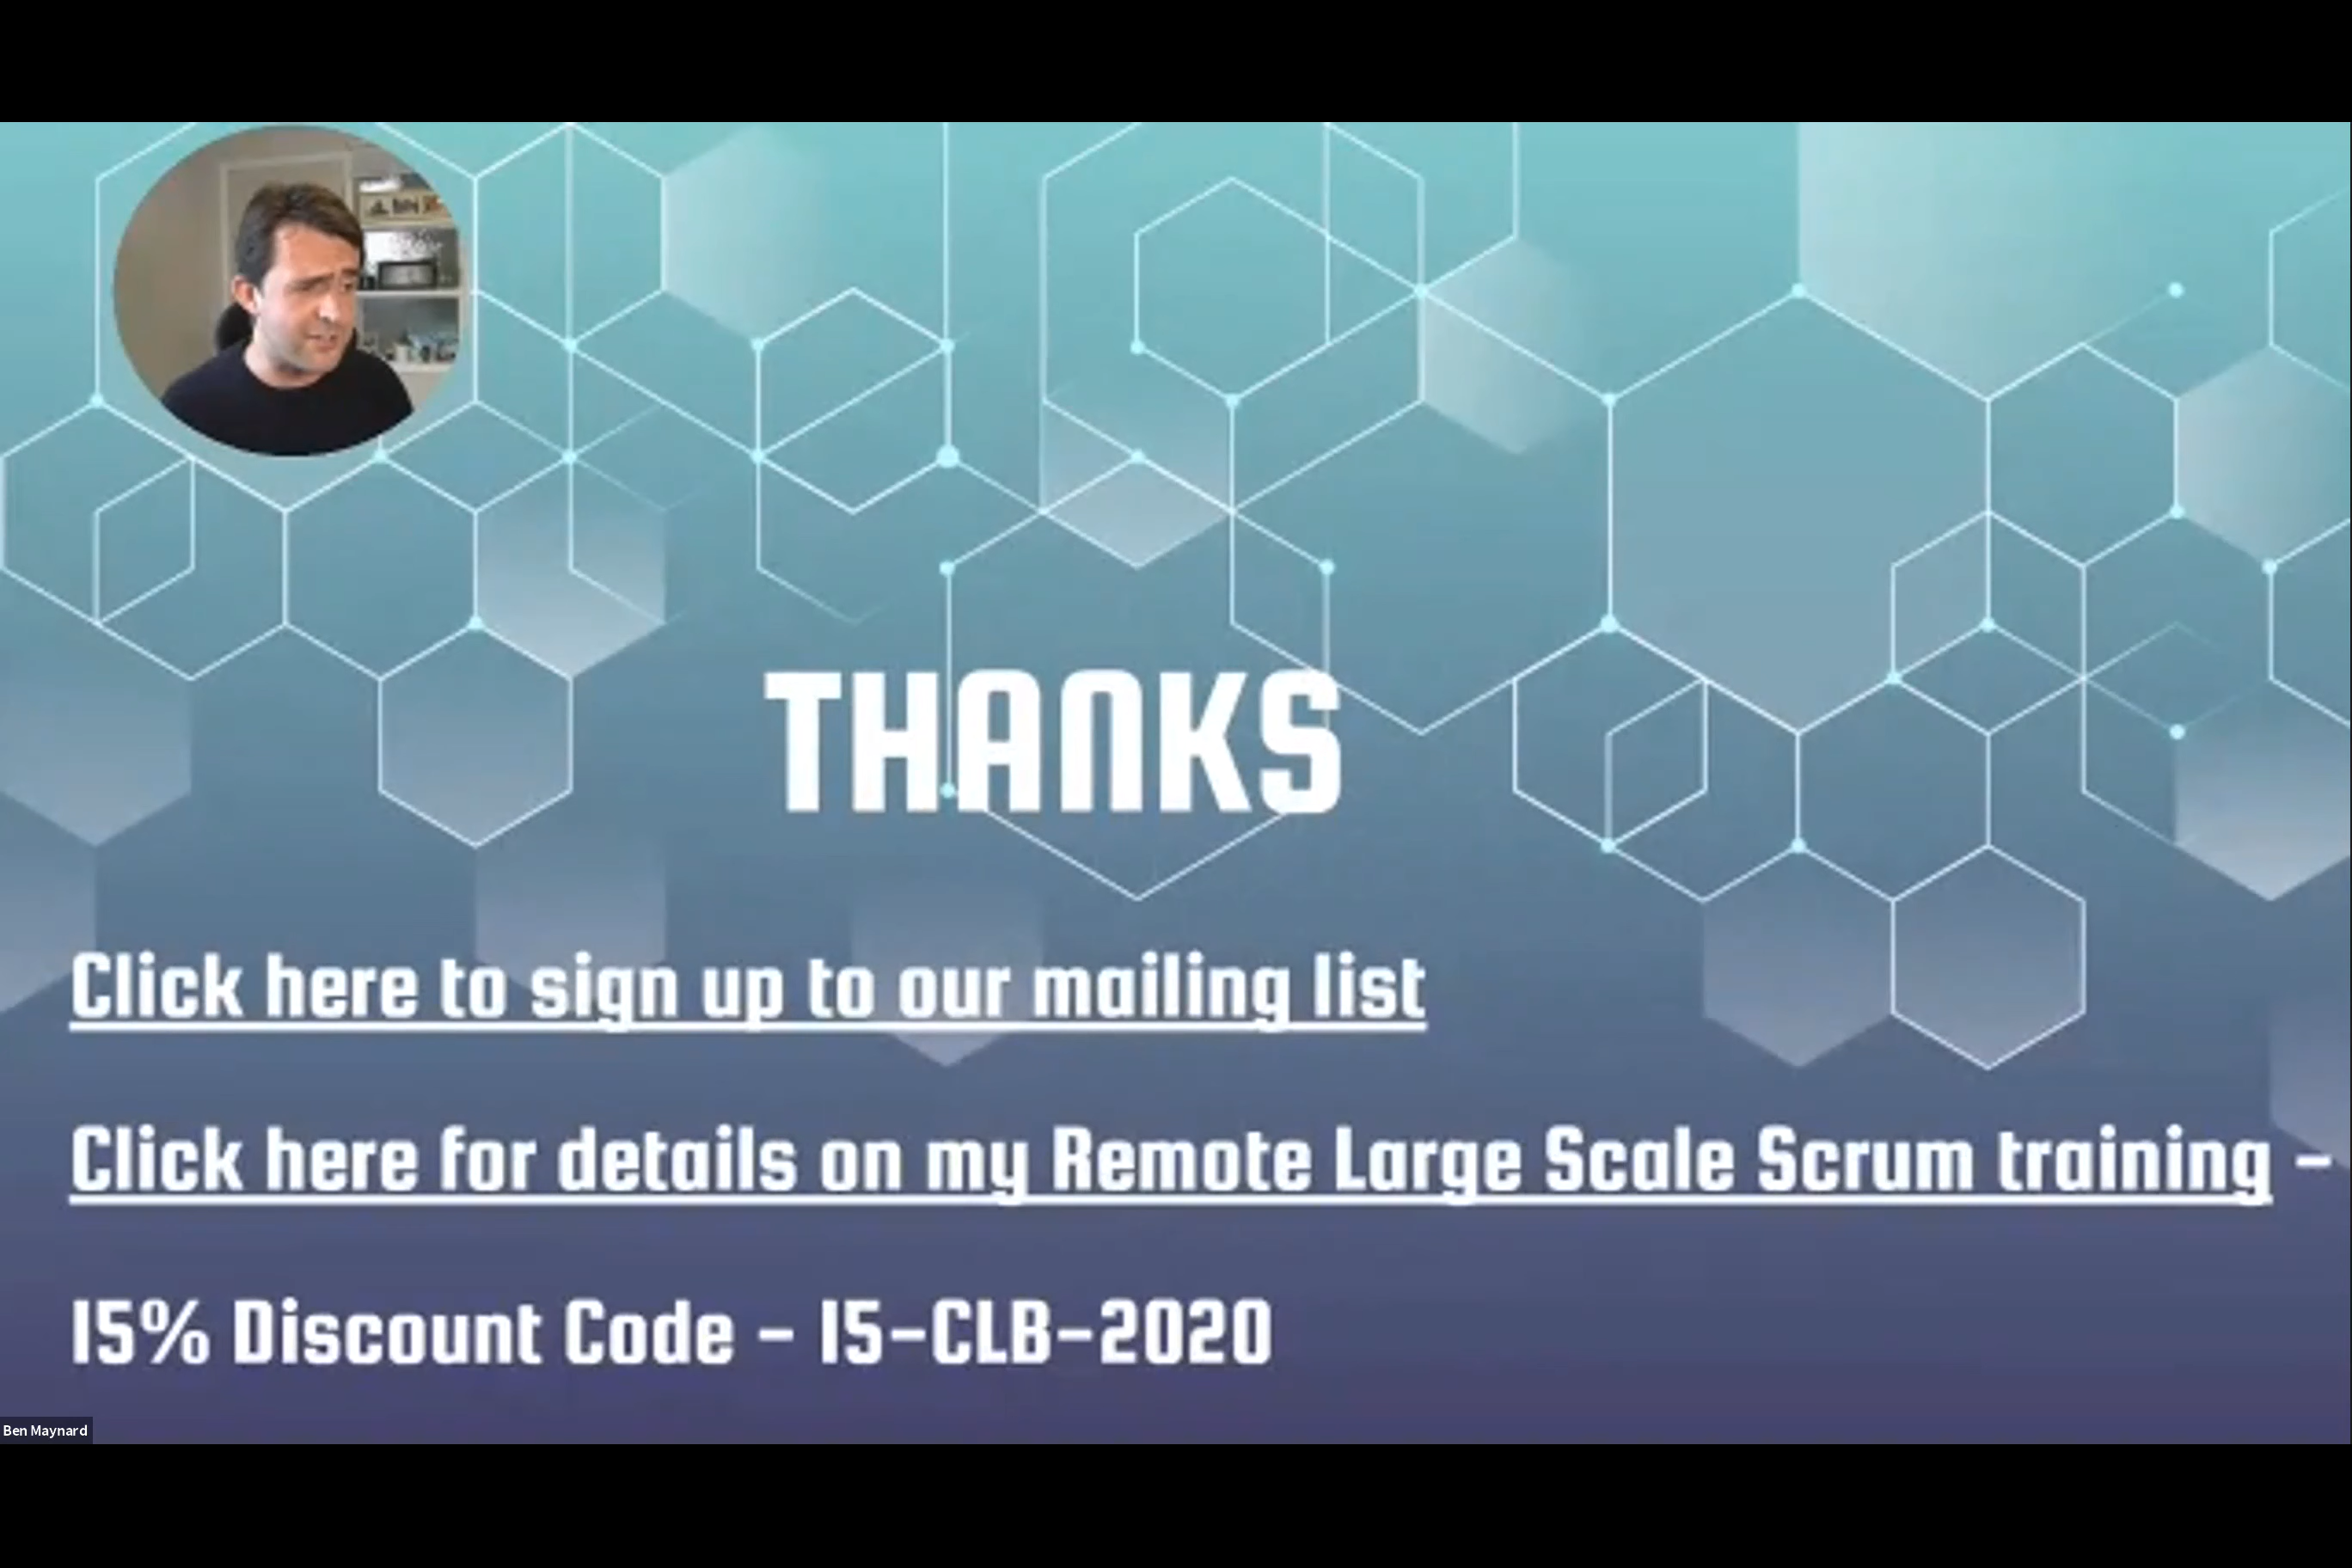 THANKS
Click here to sign up to our mailing list
Click here for details on my Remote Large Scale Scrum training -
15% Discount Code - 15-CLB-2020
Ben Maynard